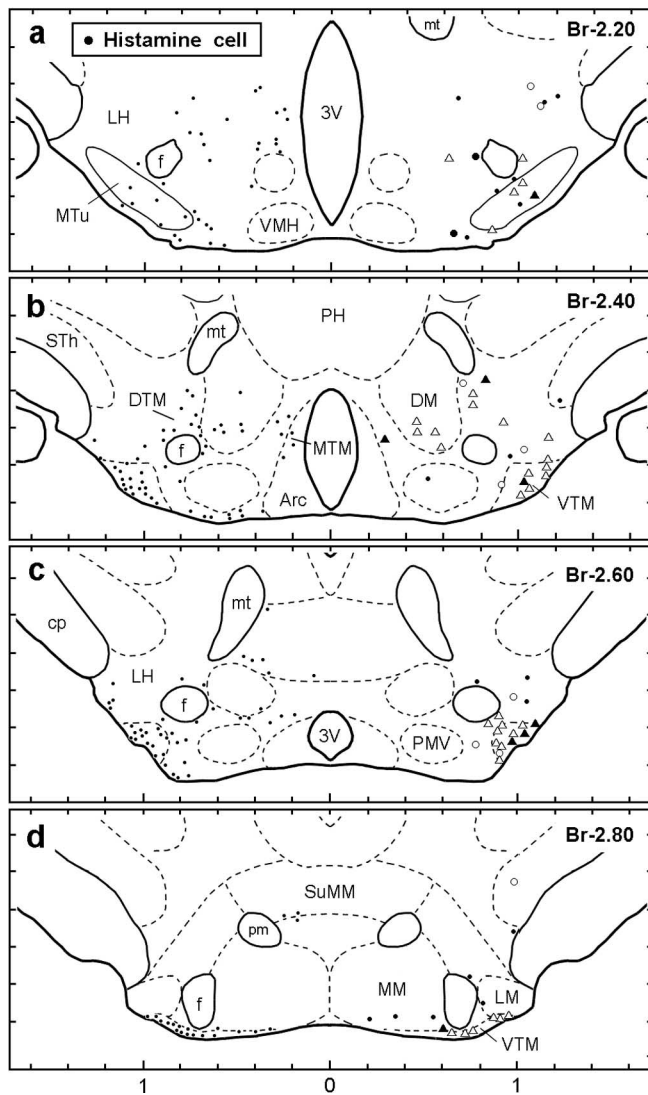 a • Histamine cell mt Br-2.20
LH 3V
f
MTu VMH
b PH Br-2.40
STh mt
DTM DM
MTM
f
Arc VTM
c Br-2.60
mt
cp
LH
f
3V PMV
d Br-2.80
SuMM
pm
f MM LM
VTM
1 0 1